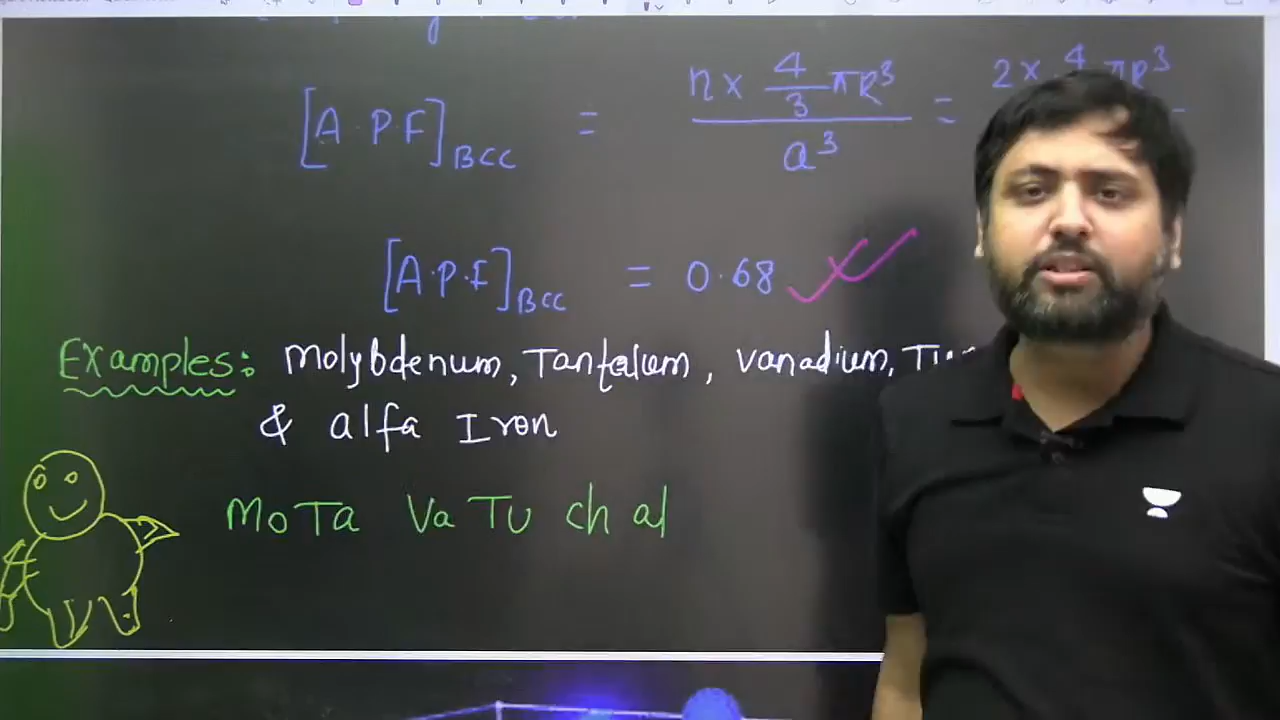 [A.P.F]BCC = n× 4/3 πR³ / a³ = 2× 4/3 πR³
[A.P.F]BCC = 0.68
Examples: Molybdenum, Tantalum, vanadium,
& alfa Iron
MoTa VaTu ch al